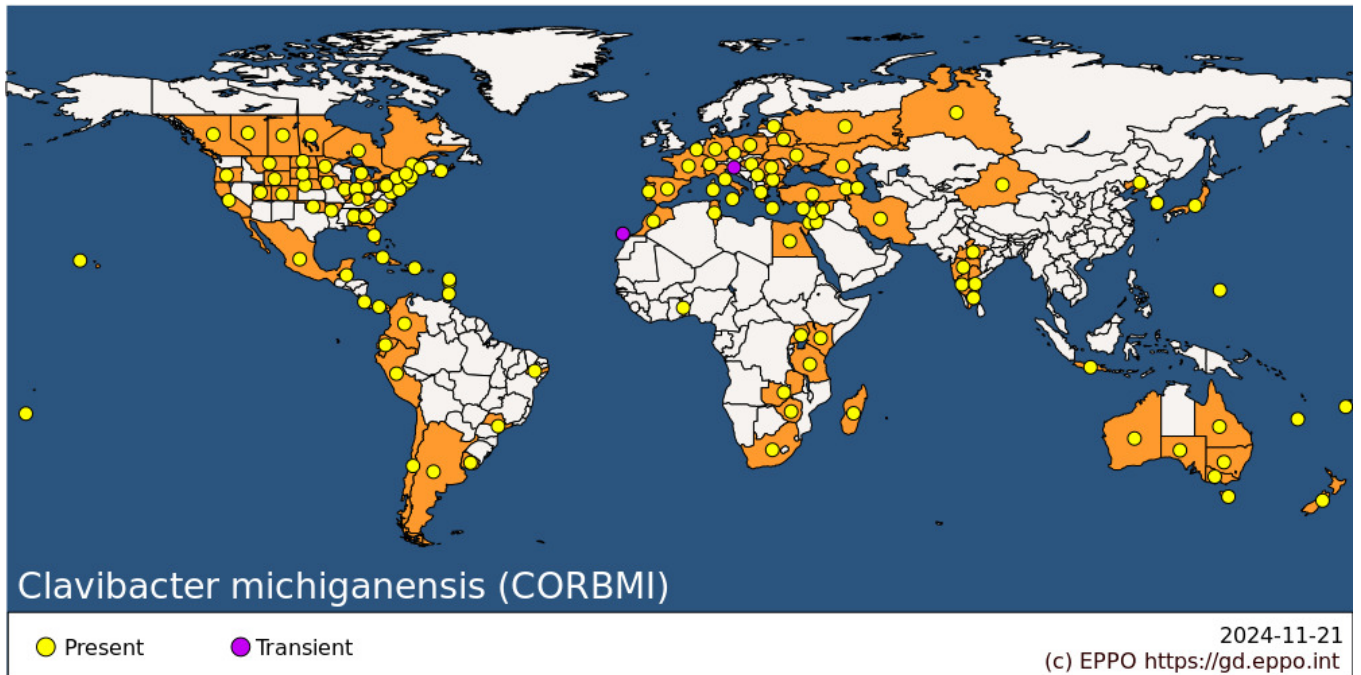 Clavibacter michiganensis (CORBMI)
Present
Transient
2024-11-21
(c) EPPO https://gd.eppo.int